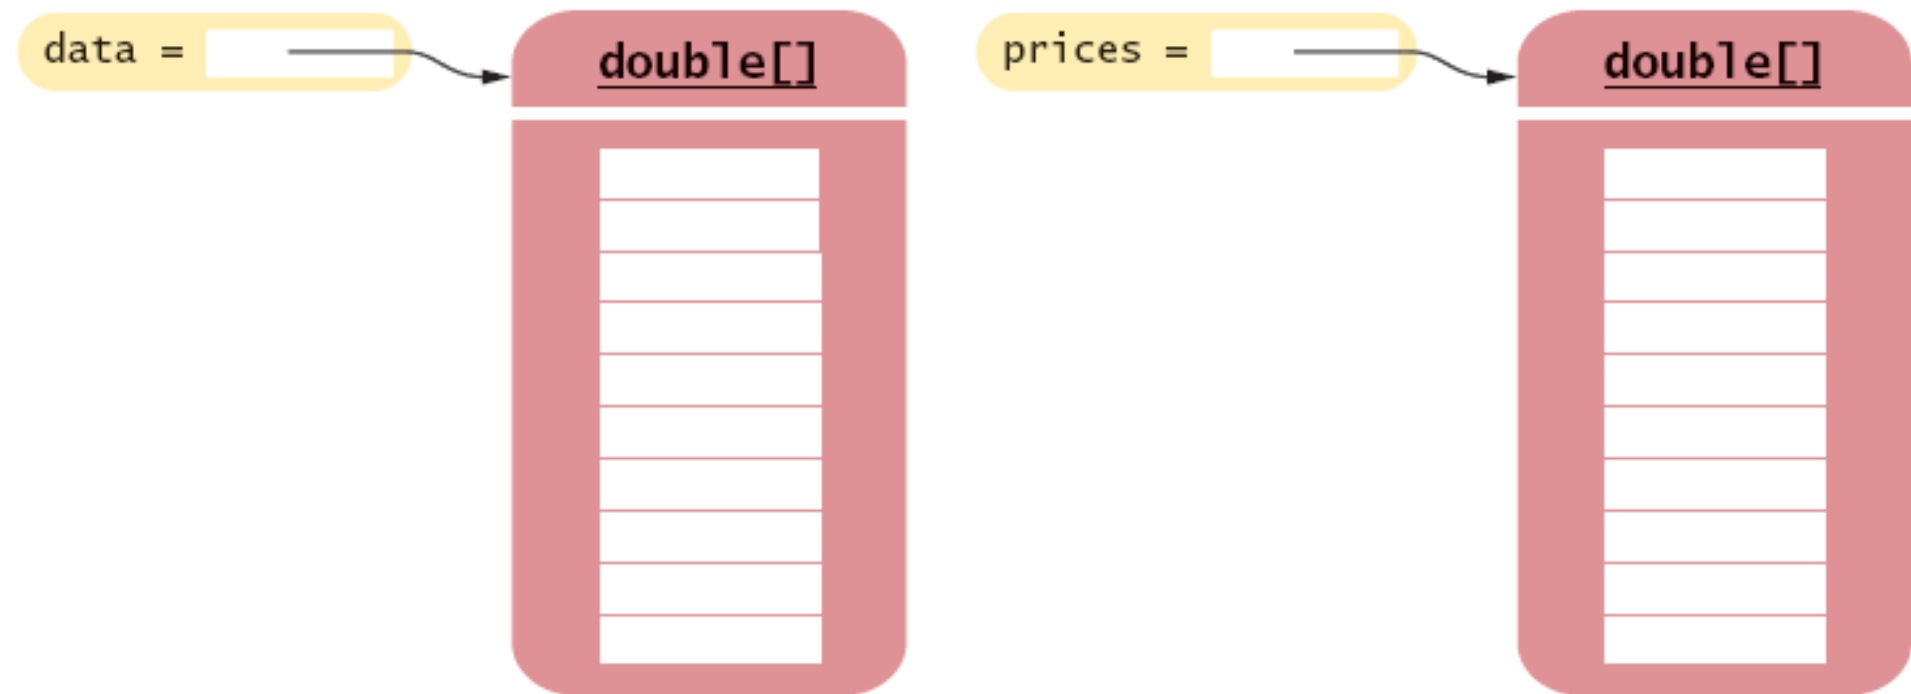 data =
double[]
prices =
double[]